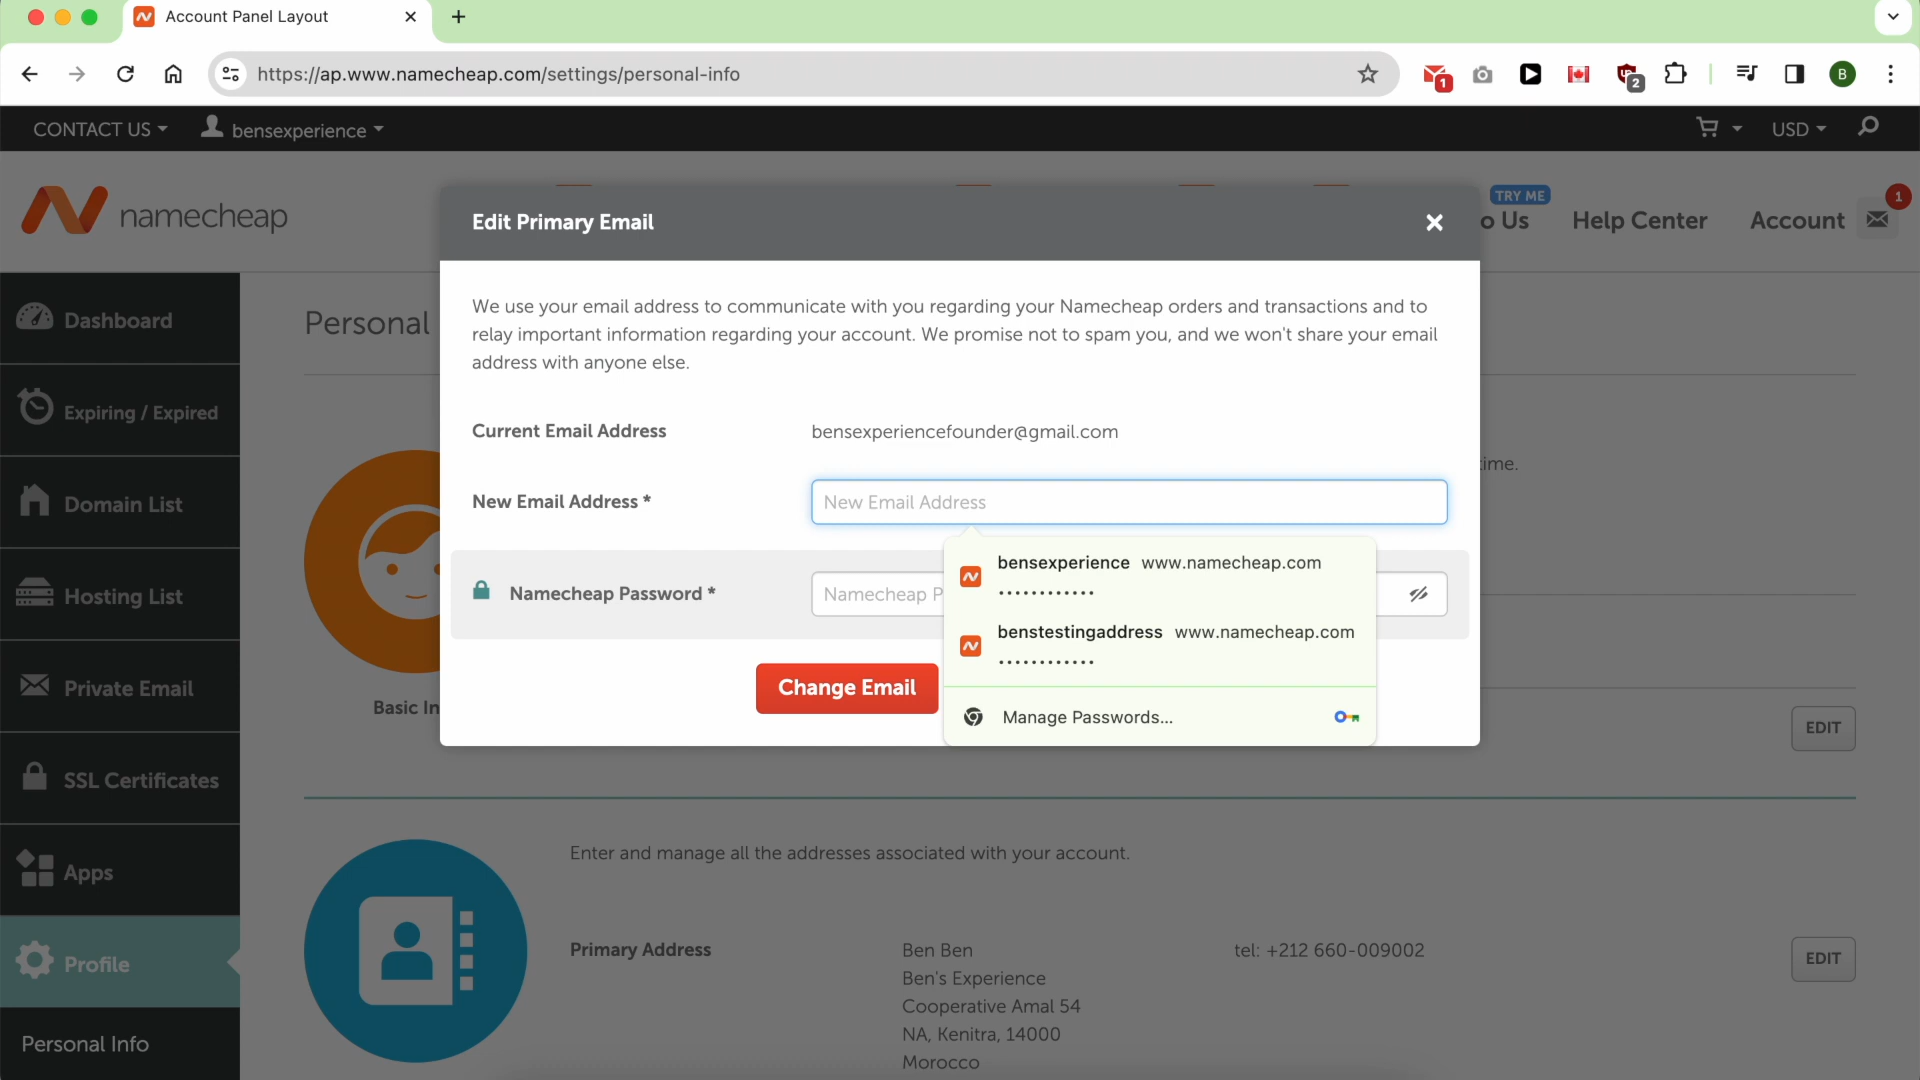 Account Panel Layout
https://ap.www.namecheap.com/settings/personal-info
1
2
B
CONTACT US
bensexperience
USD
namecheap
TRY ME
o Us
Help Center
Account
1
Edit Primary Email
We use your email address to communicate with you regarding your Namecheap orders and transactions and to
relay important information regarding your account. We promise not to spam you, and we won't share your email
address with anyone else.
Current Email Address
bensexperiencefounder@gmail.com
New Email Address *
New Email Address
Namecheap Password *
Namecheap P
bensexperience www.namecheap.com
••••••••••••
benstestingaddress www.namecheap.com
••••••••••••
Manage Passwords...
Change Email
Dashboard
Expiring / Expired
Domain List
Hosting List
Private Email
SSL Certificates
Apps
Profile
Personal Info
Personal
ime.
Basic In
EDIT
Enter and manage all the addresses associated with your account.
Primary Address
Ben Ben
Ben's Experience
Cooperative Amal 54
NA, Kenitra, 14000
Morocco
tel: +212 660-009002
EDIT